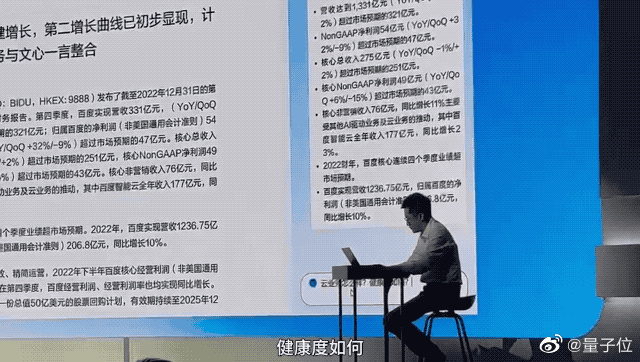 建增长，第二增长曲线已初步显现，计
务与文心一言整合
: BIDU, HKEX: 9888）发布了截至2022年12月31日的第
财务报告。第四季度，百度实现营收331亿元，（YoY/QoQ
的321亿元；归属百度的净利润（非美国通用会计准则）54
/QoQ +32%/-9%）超过市场预期的47亿元。核心总收入
/+2%）超过市场预期的251亿元，核心NonGAAP净利润49
%）超过市场预期的43亿元。核心非营销收入76亿元，同比
动业务及云业务的推动，其中百度智能云全年收入177亿元，同
个季度业绩超市场预期。2022年，百度实现营收1236.75亿
美国通用会计准则）206.8亿元，同比增长10%。
效、精简运营，2022年下半年百度核心经营利润（非美国通用
在第四季度，百度经营利润、经营利润率也均实现同比增长。
一份总值50亿美元的股票回购计划，有效期持续至2025年12
营收达到1,331亿元（YoY/QoQ
2%）超过市场预期的321亿元。
NonGAAP净利润54亿元（YoY/QoQ +3
2%/-9%）超过市场预期的47亿元。
核心总收入275亿元（YoY/QoQ -1%/+
2%）超过市场预期的251亿元。
核心NonGAAP净利润49亿元（YoY/Qo
Q +6%/-15%）超过市场预期的43亿元。
核心非营销收入76亿元，同比增长11%主要
受其他AI驱动业务及云业务的推动，其中百
度智能云全年收入177亿元，同比增长2
3%。
2022财年，百度核心连续四个季度业绩超
市场预期。
百度实现营收1236.75亿元，归属百度的净
利润（非美国通用会计准则）206.8亿元，
同比增长10%。
云业务怎么样？健康
健康度如何
@量子位